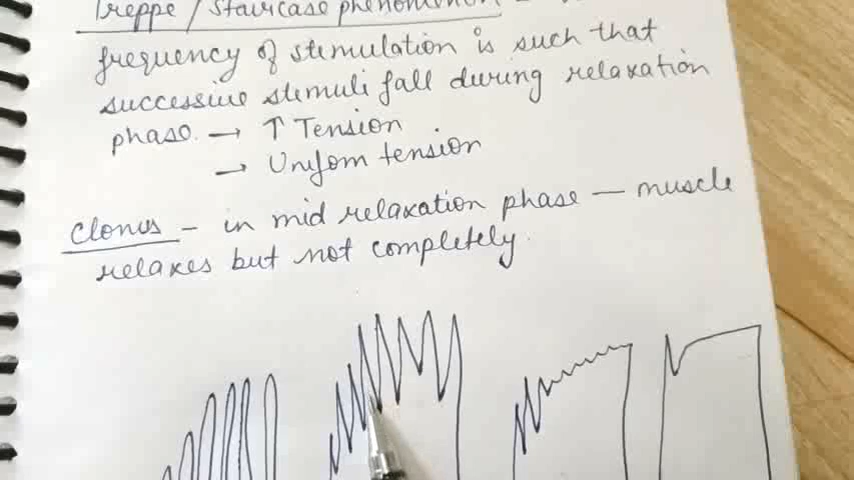 Treppe / Staircase phenomenon -
frequency of stimulation is such that
successive stimuli fall during relaxation
phase. → ↑ Tension
→ Uniform tension
Clonus - in mid relaxation phase — muscle
relaxes but not completely.